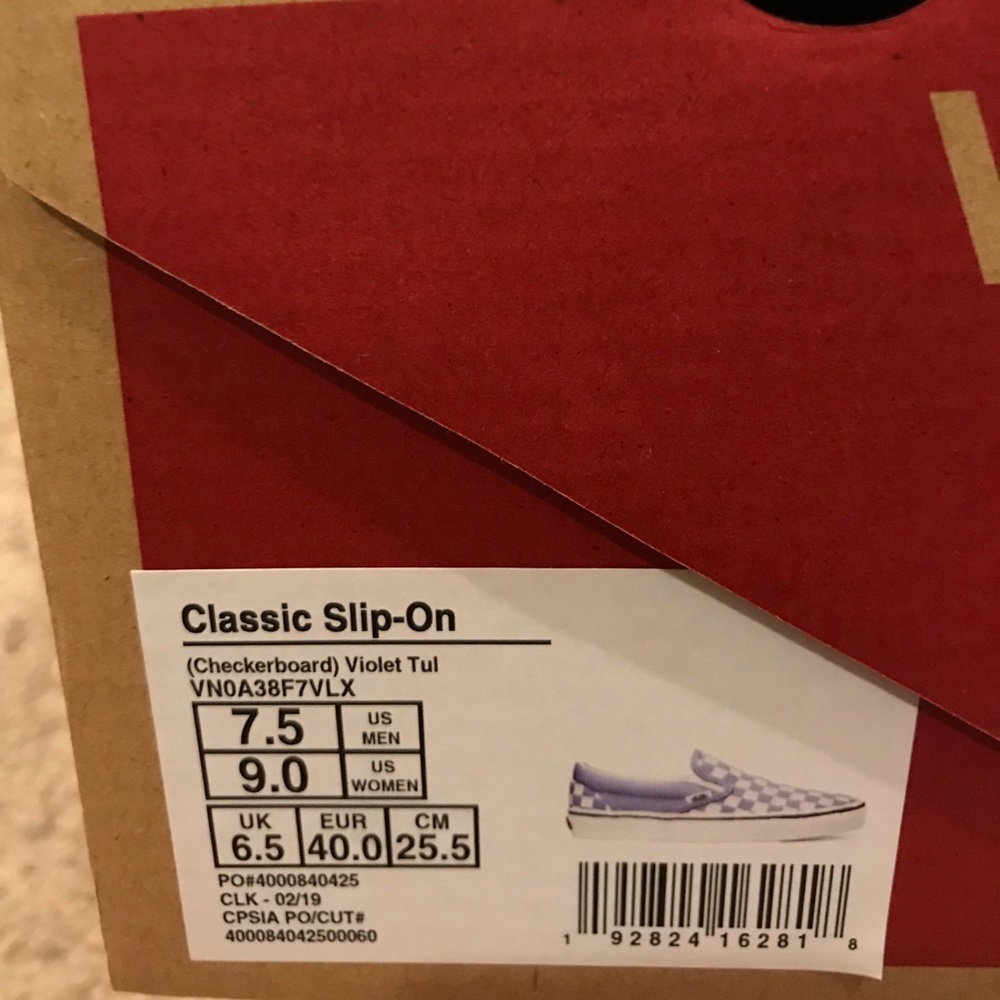 Classic Slip-On
(Checkerboard) Violet Tul
VN0A38F7VLX
7.5 US MEN
9.0 US WOMEN
UK EUR CM
6.5 40.0 25.5
PO#4000840425
CLK - 02/19
CPSIA PO/CUT#
400084042500060
1 92824 16281 8